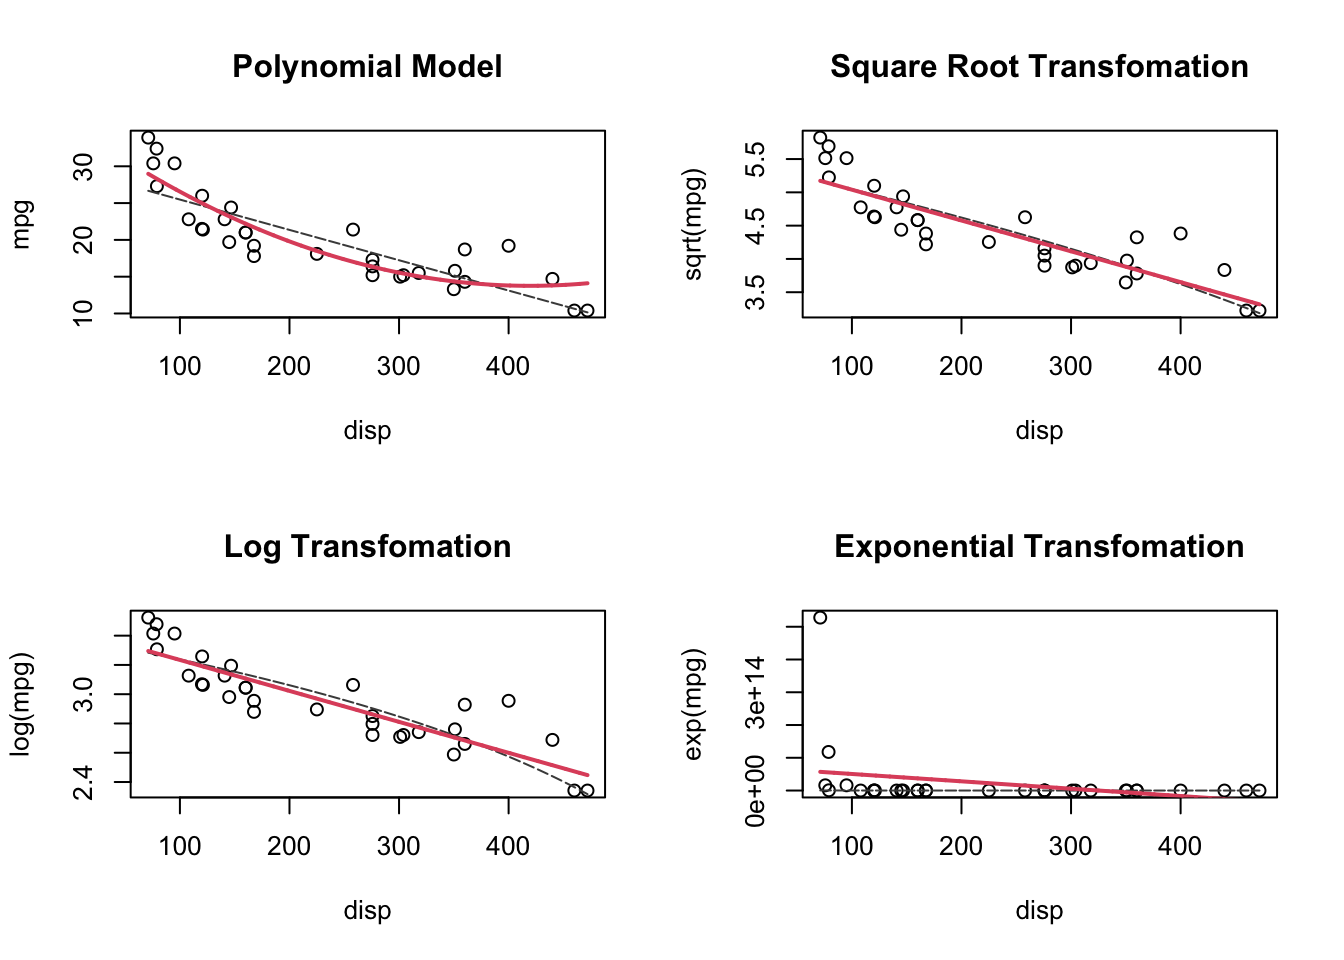 Polynomial Model
mpg
30
20
10
100 200 300 400
disp
Square Root Transfomation
sqrt(mpg)
5.5
4.5
3.5
100 200 300 400
disp
Log Transfomation
log(mpg)
3.0
2.4
100 200 300 400
disp
Exponential Transfomation
exp(mpg)
3e+14
0e+00
100 200 300 400
disp